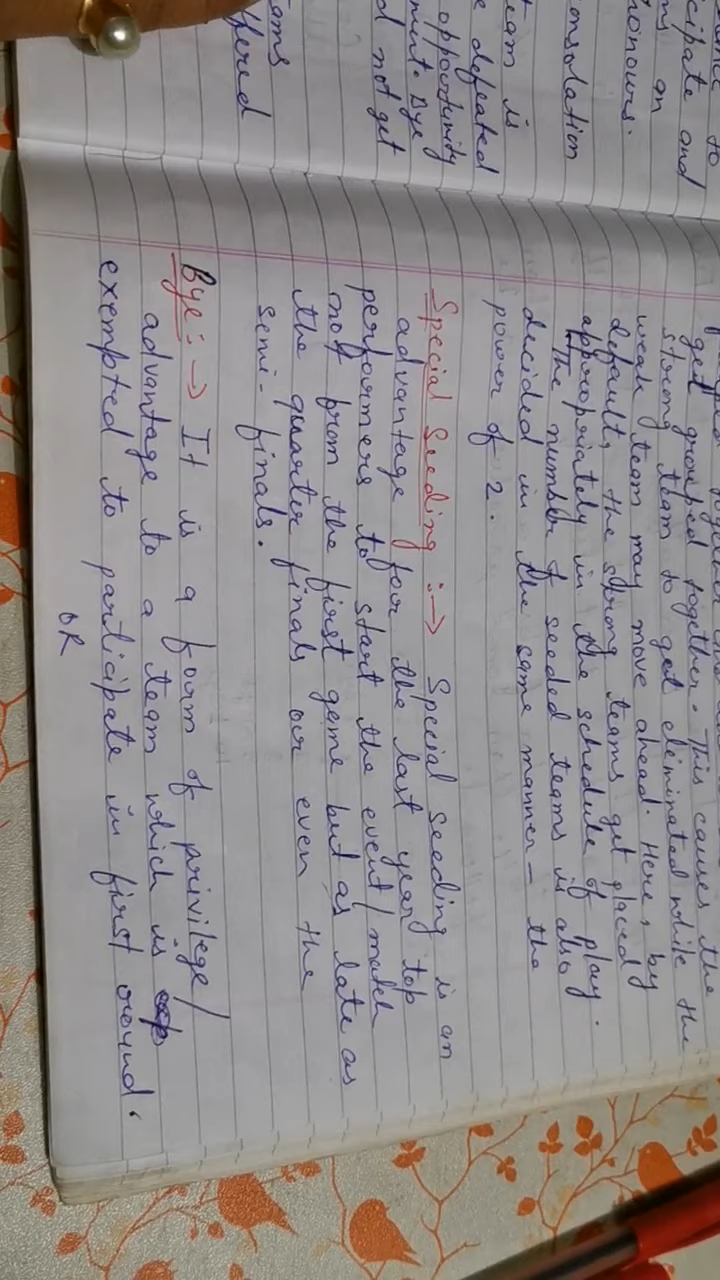 cipate and
ns on
honours.
onsolation
team is
e defeated
opportunity
ment. Bye
d not get
oms
ffered
get grouped together. This causes the
strong team to get eliminated while the
weak team may move ahead. Here, by
default, the strong teams get placed
appropriately in the schedule of play.
The number of seeded teams is also
decided in the same manner - the
power of 2.
Special Seeding :→ Special Seeding is an
advantage for the last year top
performers to start the event/match
not from the first game but as late as
the quarter finals or even the
semi-finals.
Bye :→ It is a form of privilege/
advantage to a team which is
exempted to participate in first round.
OR